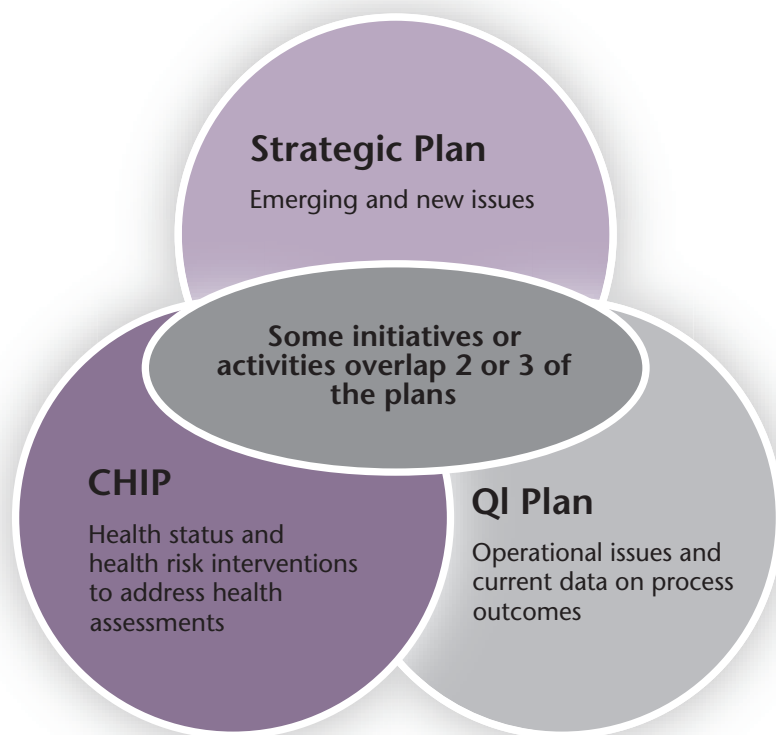 Strategic Plan
Emerging and new issues
Some initiatives or
activities overlap 2 or 3 of
the plans
CHIP
Health status and
health risk interventions
to address health
assessments
Ql Plan
Operational issues and
current data on process
outcomes